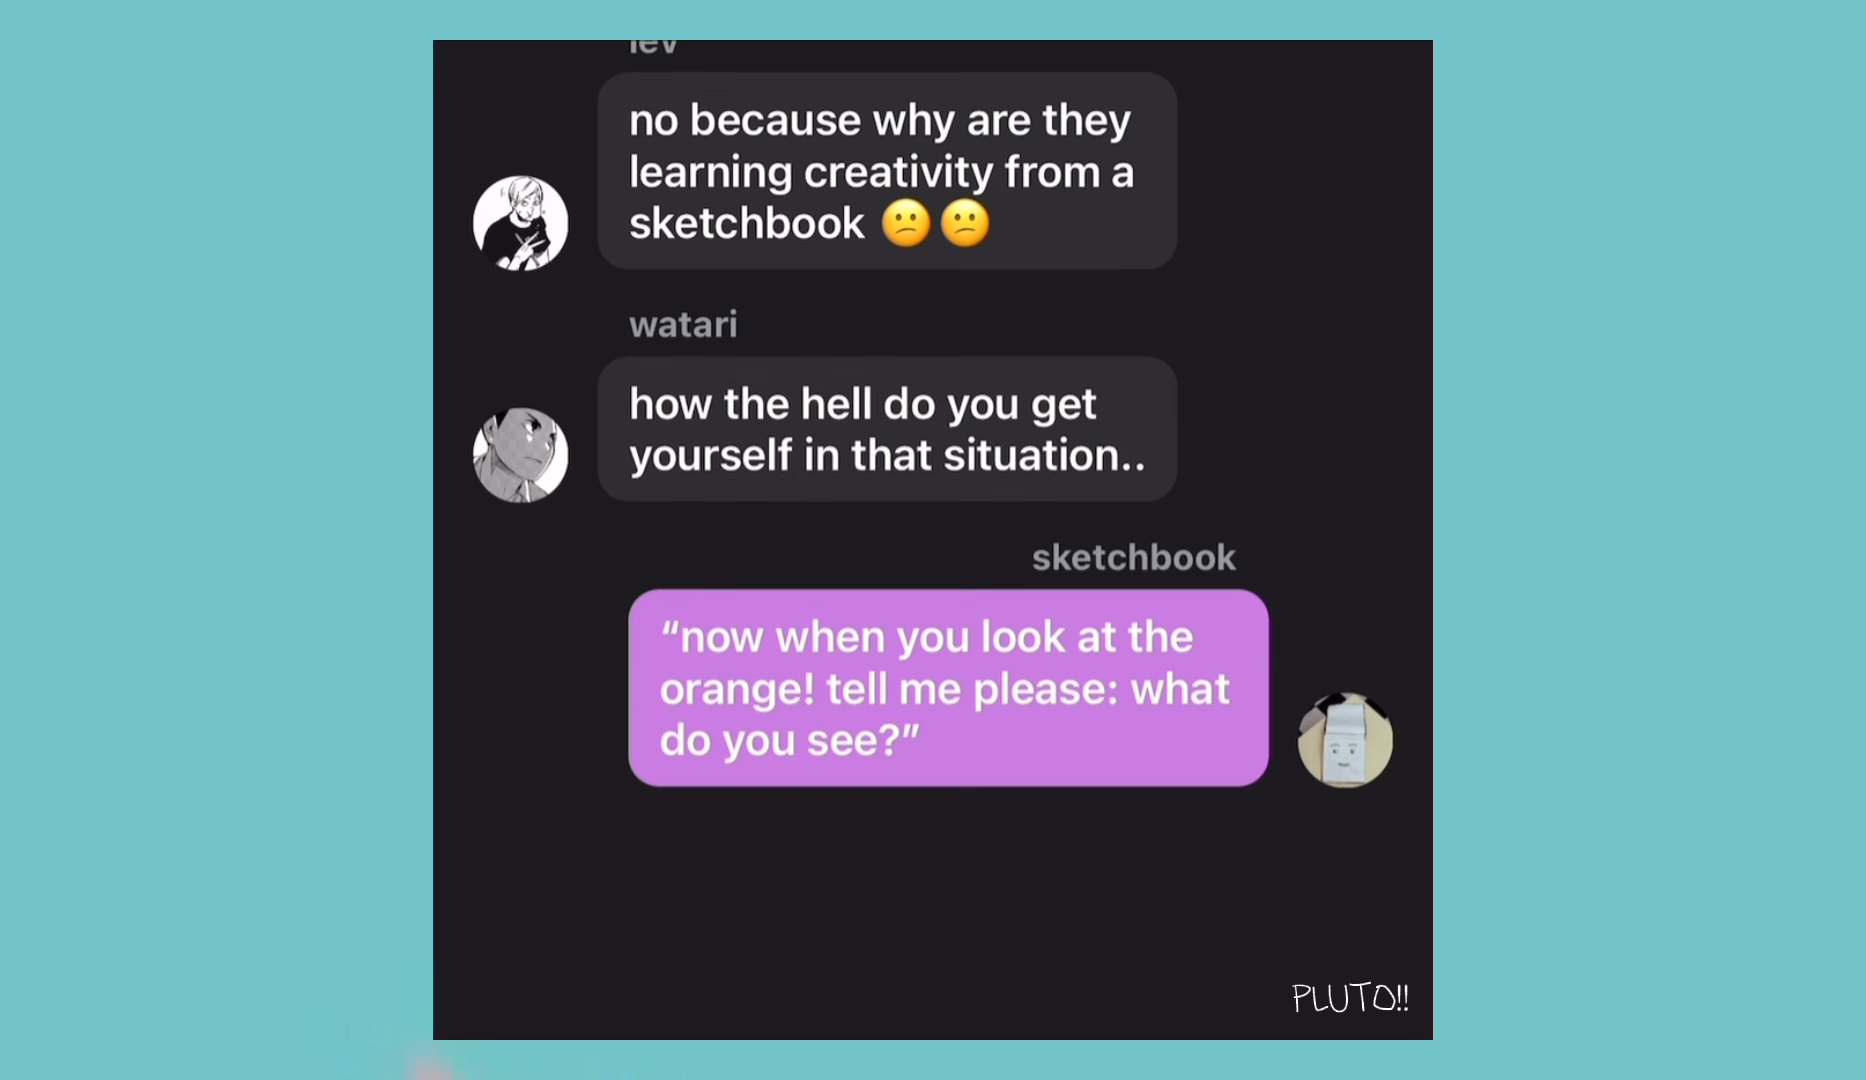 lev
no because why are they
learning creativity from a
sketchbook 😕😕
watari
how the hell do you get
yourself in that situation..
sketchbook
“now when you look at the
orange! tell me please: what
do you see?”
PLUTO!!